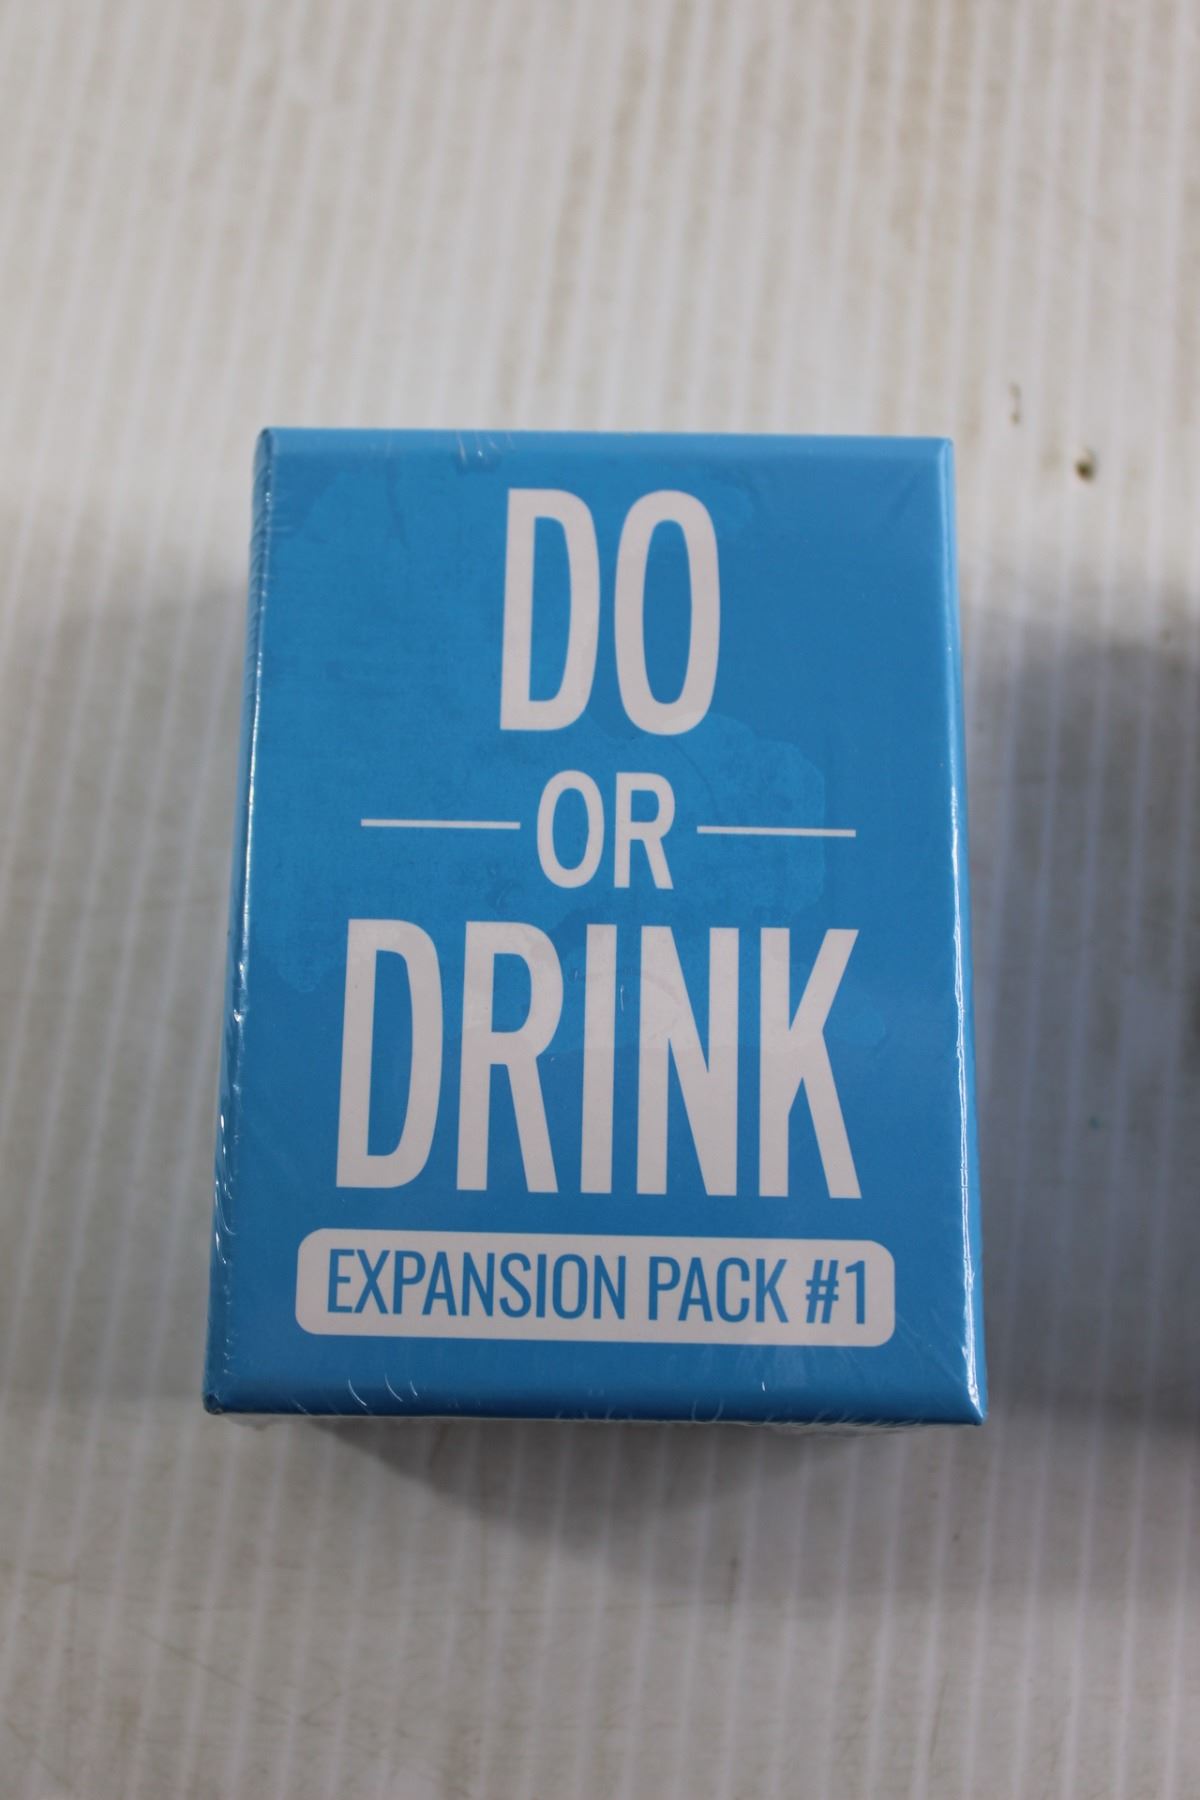 DO
OR
DRINK
EXPANSION PACK #1